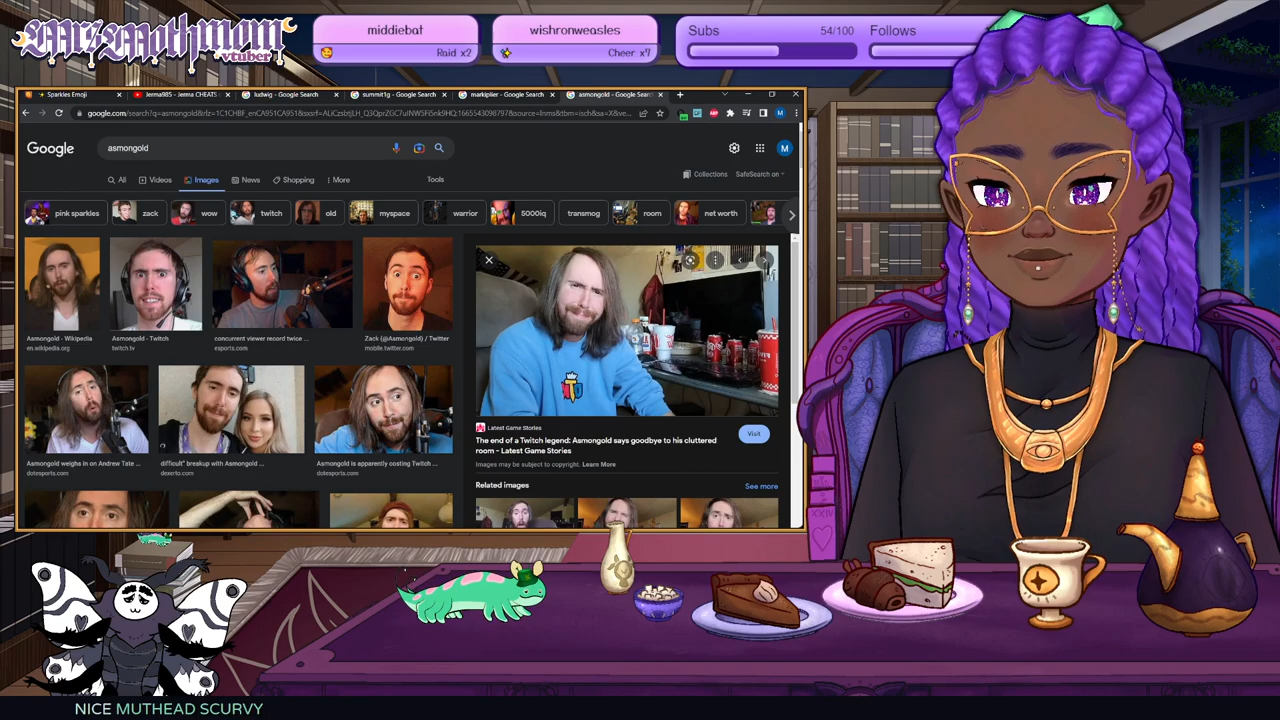 MrsMothmom
vtuber
middiebat
Raid x2
wishronweasles
Cheer x7
Subs
54/100
Follows
Sparkles Emoji
Jerma985 - Jerma CHEATS
ludwig - Google Search
summit1g - Google Search
markiplier - Google Search
asmongold - Google Sear
Google
asmongold
All
Videos
Images
News
Shopping
More
Tools
Collections
SafeSearch on
pink sparkles
zack
wow
twitch
old
myspace
warrior
5000iq
transmog
room
net worth
Asmongold - Wikipedia
en.wikipedia.org
Asmongold - Twitch
twitch.tv
concurrent viewer record twice ...
esports.com
Zack (@Asmongold) / Twitter
mobile.twitter.com
Asmongold weighs in on Andrew Tate ...
dotesports.com
difficult" breakup with Asmongold ...
dexerto.com
Asmongold is apparently costing Twitch ...
dotesports.com
Latest Game Stories
The end of a Twitch legend: Asmongold says goodbye to his cluttered
room - Latest Game Stories
Visit
Images may be subject to copyright. Learn More
Related images
See more
XXIV
NICE MUTHEAD SCURVY